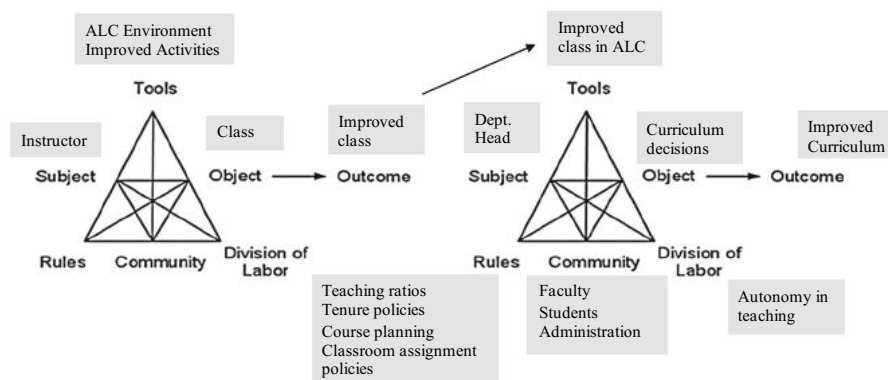 ALC Environment
Improved Activities
Tools
Instructor
Class
Improved
class
Subject
Object
Outcome
Rules
Community
Division of
Labor
Improved
class in ALC
Tools
Dept.
Head
Curriculum
decisions
Improved
Curriculum
Subject
Object
Outcome
Rules
Community
Division of
Labor
Teaching ratios
Tenure policies
Course planning
Classroom assignment
policies
Faculty
Students
Administration
Autonomy in
teaching